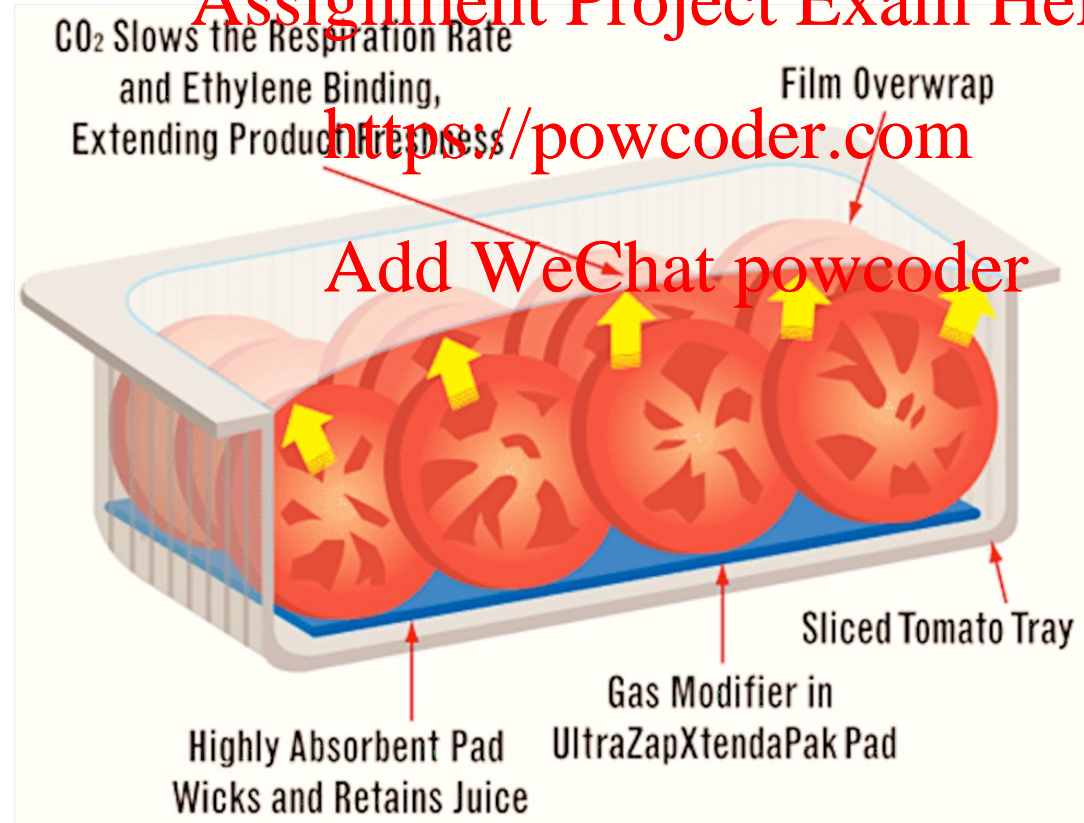 Assignment Project Exam Hel
CO₂ Slows the Respiration Rate
and Ethylene Binding,
Extending Product Freshness
Film Overwrap
https://powcoder.com
Add WeChat powcoder
Sliced Tomato Tray
Gas Modifier in
UltraZapXtendaPak Pad
Highly Absorbent Pad
Wicks and Retains Juice